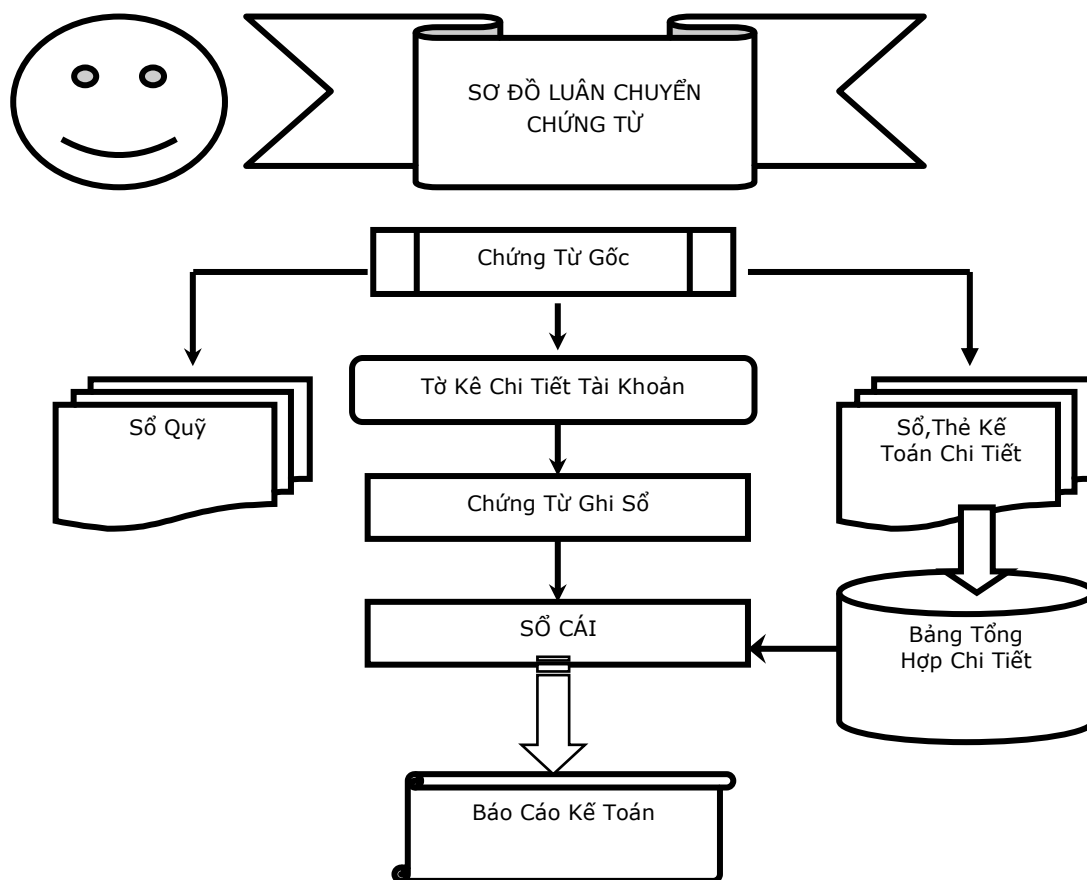 SƠ ĐỒ LUÂN CHUYỂN
CHỨNG TỪ
Chứng Từ Gốc
Tờ Kê Chi Tiết Tài Khoản
Sổ Quỹ
Sổ,Thẻ Kế
Toán Chi Tiết
Chứng Từ Ghi Sổ
SỔ CÁI
Bảng Tổng
Hợp Chi Tiết
Báo Cáo Kế Toán